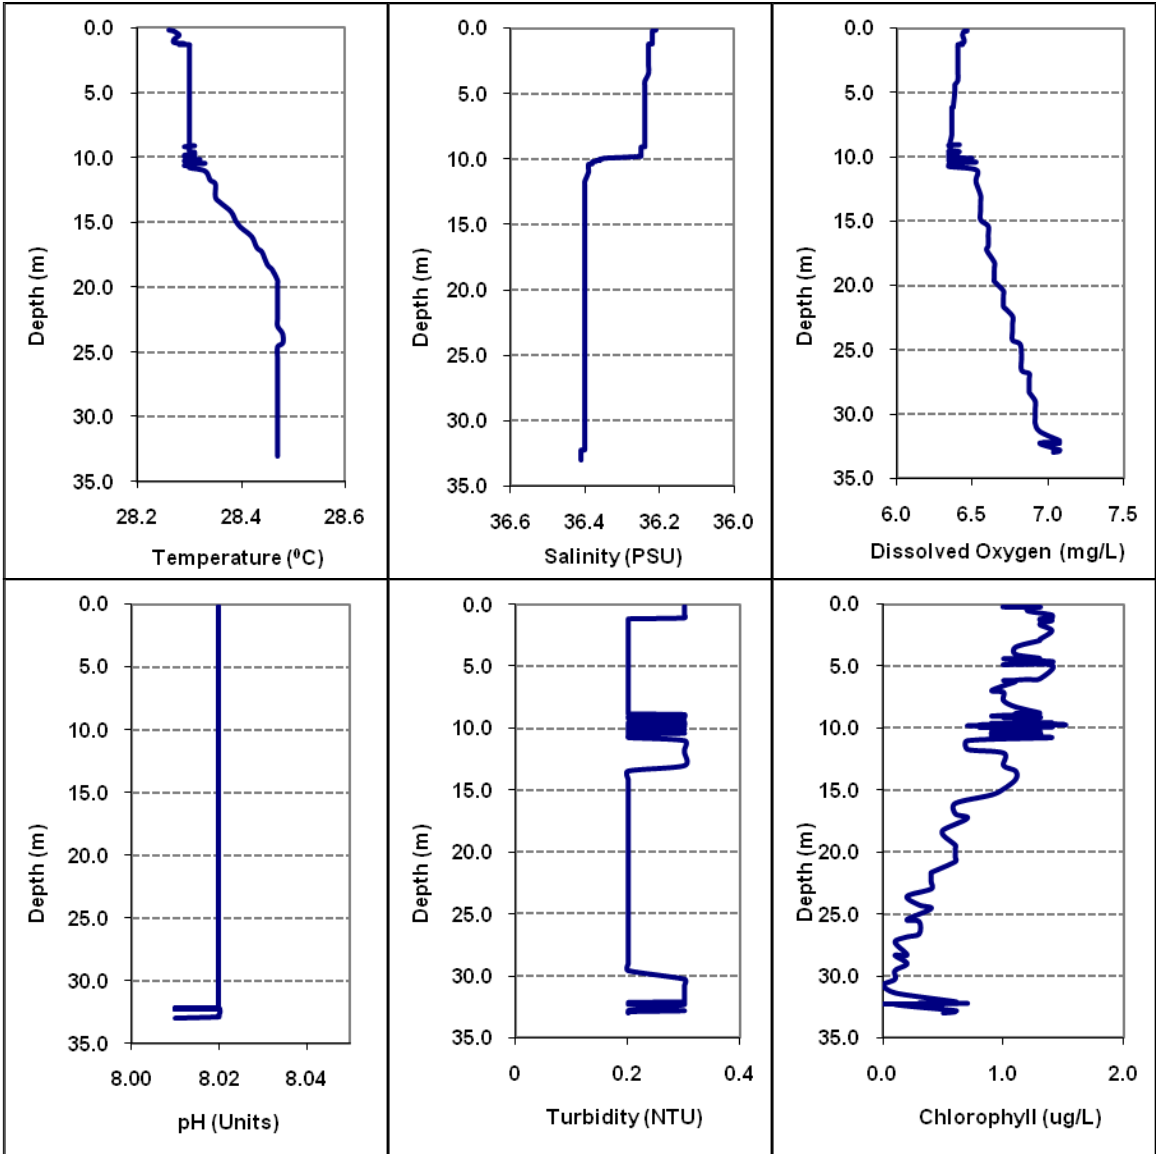 0.0
5.0
10.0
15.0
20.0
25.0
30.0
35.0
Depth (m)
28.2 28.4 28.6
Temperature (⁰C)
0.0
5.0
10.0
15.0
20.0
25.0
30.0
35.0
Depth (m)
36.6 36.4 36.2 36.0
Salinity (PSU)
0.0
5.0
10.0
15.0
20.0
25.0
30.0
35.0
Depth (m)
6.0 6.5 7.0 7.5
Dissolved Oxygen (mg/L)
0.0
5.0
10.0
15.0
20.0
25.0
30.0
35.0
Depth (m)
8.00 8.02 8.04
pH (Units)
0.0
5.0
10.0
15.0
20.0
25.0
30.0
35.0
Depth (m)
0 0.2 0.4
Turbidity (NTU)
0.0
5.0
10.0
15.0
20.0
25.0
30.0
35.0
Depth (m)
0.0 1.0 2.0
Chlorophyll (ug/L)